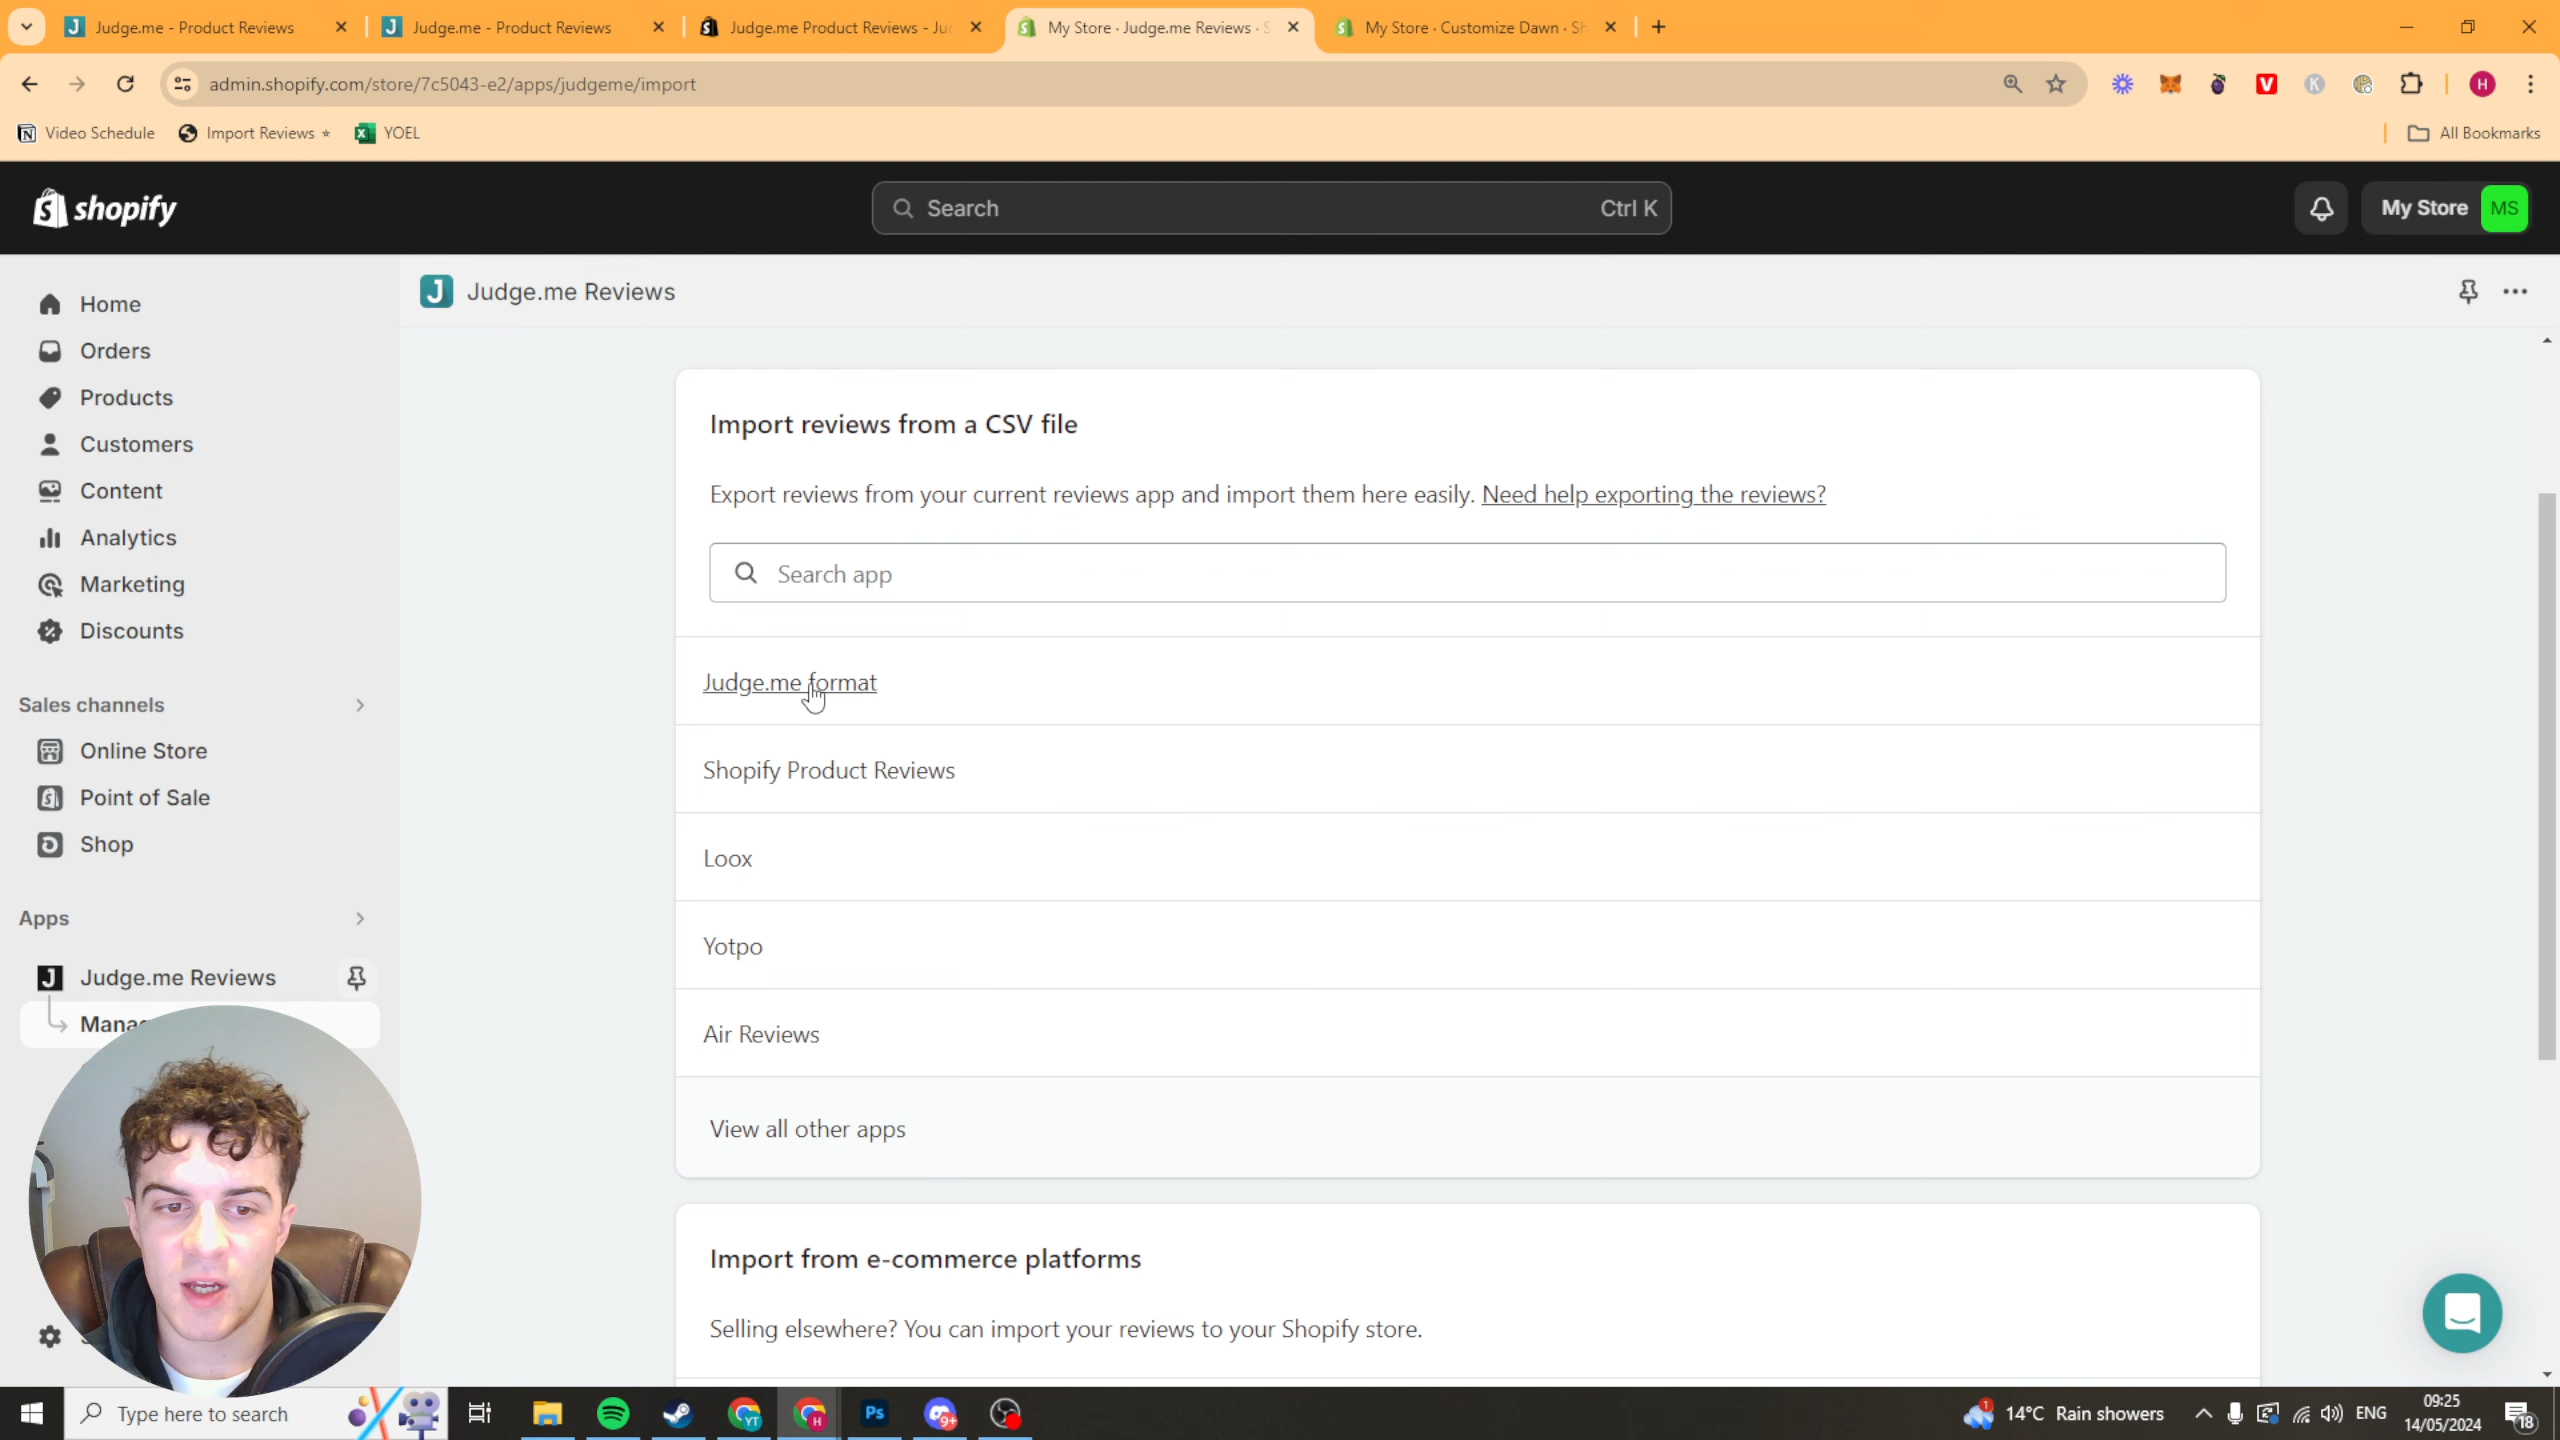 Judge.me - Product Reviews
Judge.me - Product Reviews
Judge.me Product Reviews - Juc
My Store · Judge.me Reviews · S
My Store · Customize Dawn · Sh
admin.shopify.com/store/7c5043-e2/apps/judgeme/import
V
K
H
Video Schedule
Import Reviews ⭑
YOEL
All Bookmarks
shopify
Search
Ctrl K
My Store
MS
Home
Orders
Products
Customers
Content
Analytics
Marketing
Discounts
Sales channels
Online Store
Point of Sale
Shop
Apps
Judge.me Reviews
Judge.me Reviews
Import reviews from a CSV file
Export reviews from your current reviews app and import them here easily. Need help exporting the reviews?
Search app
Judge.me format
Shopify Product Reviews
Loox
Yotpo
Air Reviews
View all other apps
Import from e-commerce platforms
Selling elsewhere? You can import your reviews to your Shopify store.
Type here to search
YT
H
Ps
9+
1
14°C Rain showers
ENG
09:25
14/05/2024
18